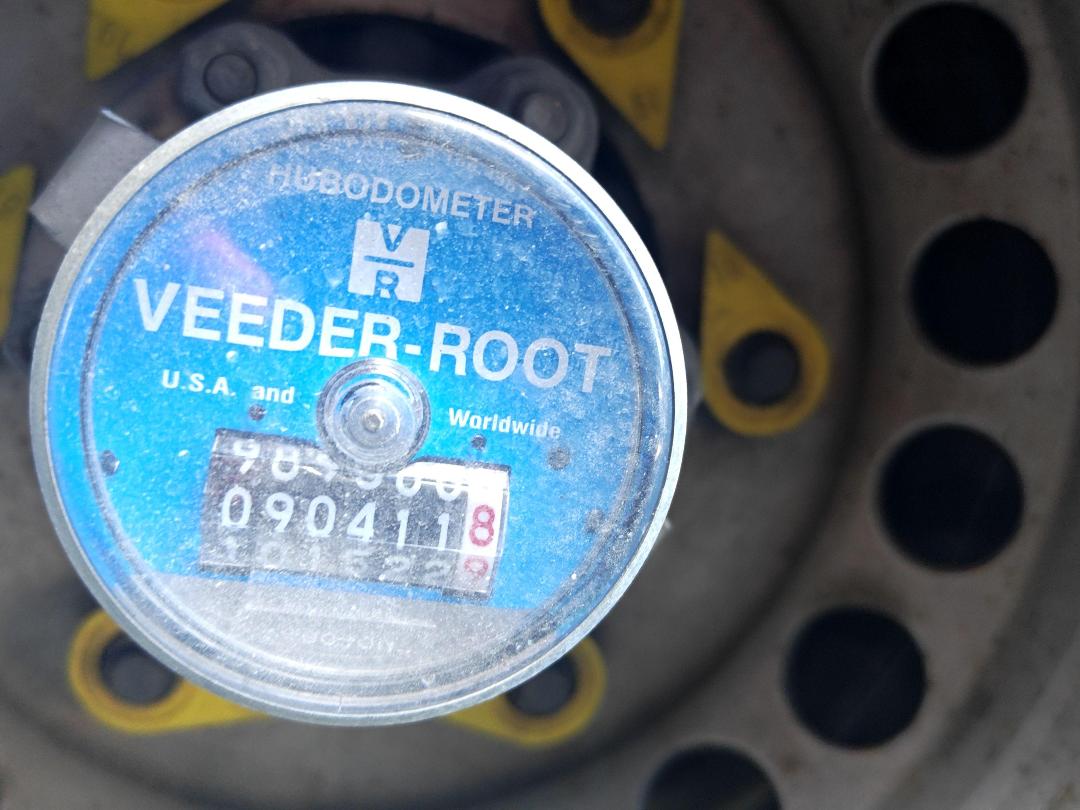 HUBODOMETER
VR
VEEDER-ROOT
U.S.A. and Worldwide
0904118